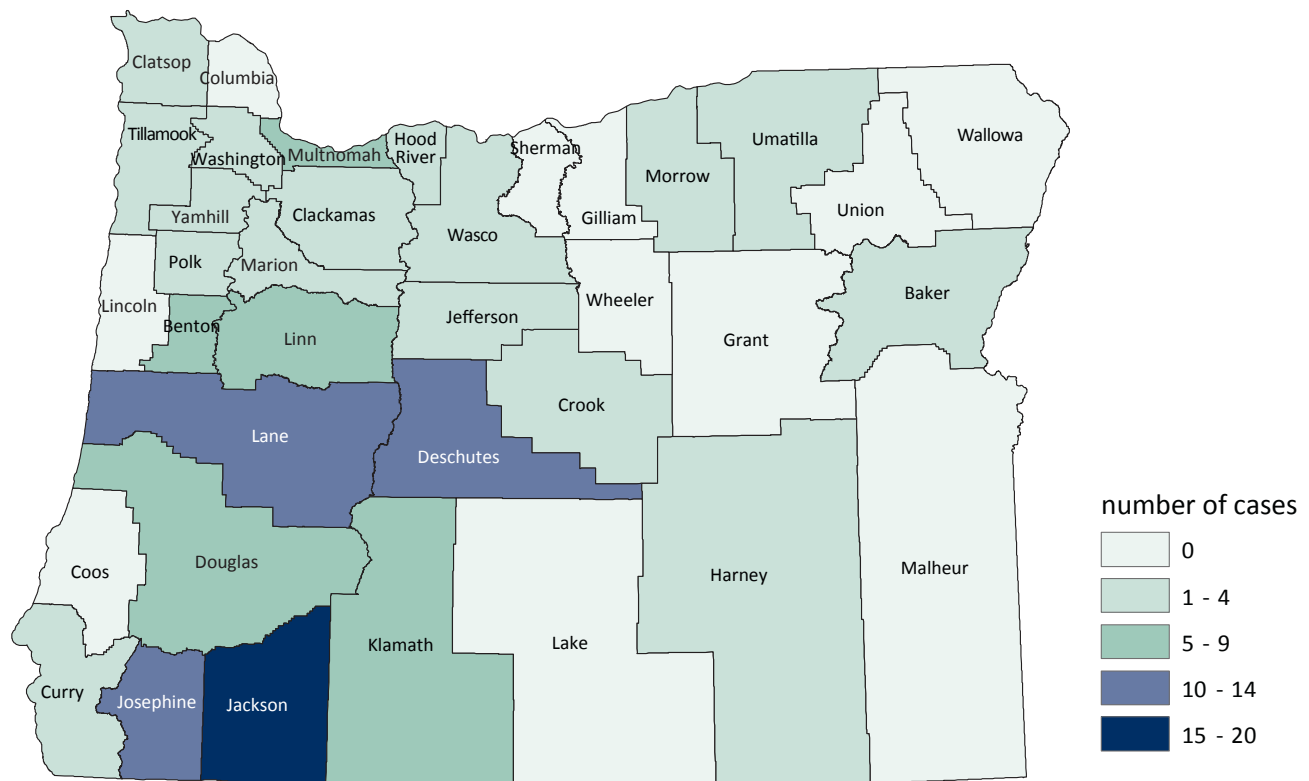 Clatsop
Columbia
Tillamook
Washington
Multnomah
Hood
River
Sherman
Gilliam
Morrow
Umatilla
Union
Wallowa
Yamhill
Clackamas
Wasco
Polk
Marion
Lincoln
Benton
Linn
Jefferson
Wheeler
Grant
Baker
Lane
Deschutes
Crook
Coos
Douglas
Klamath
Lake
Harney
Malheur
Curry
Josephine
Jackson
number of cases
0
1 - 4
5 - 9
10 - 14
15 - 20